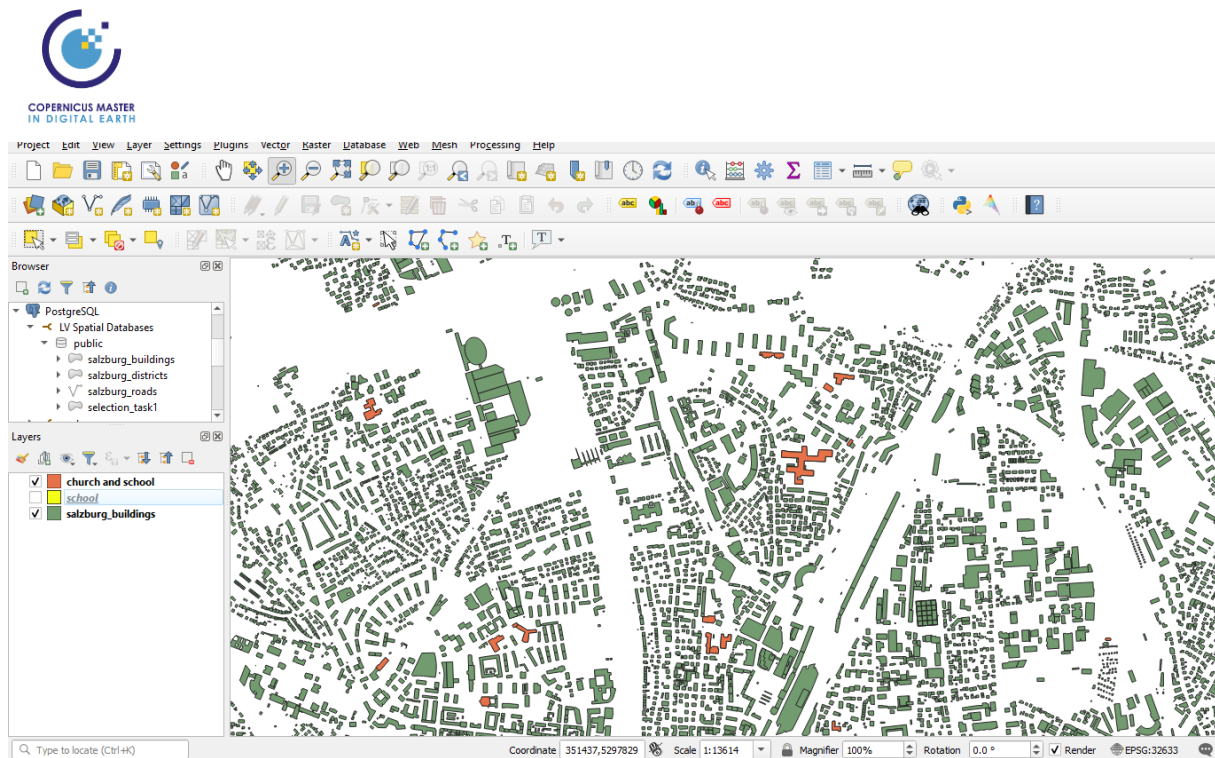 COPERNICUS MASTER
IN DIGITAL EARTH
Project Edit View Layer Settings Plugins Vector Raster Database Web Mesh Processing Help
Browser
PostgreSQL
LV Spatial Databases
public
salzburg_buildings
salzburg_districts
salzburg_roads
selection_task1
Layers
church and school
school
salzburg_buildings
Type to locate (Ctrl+K)
Coordinate 351437,5297829 Scale 1:13614 Magnifier 100% Rotation 0.0 ° Render EPSG:32633